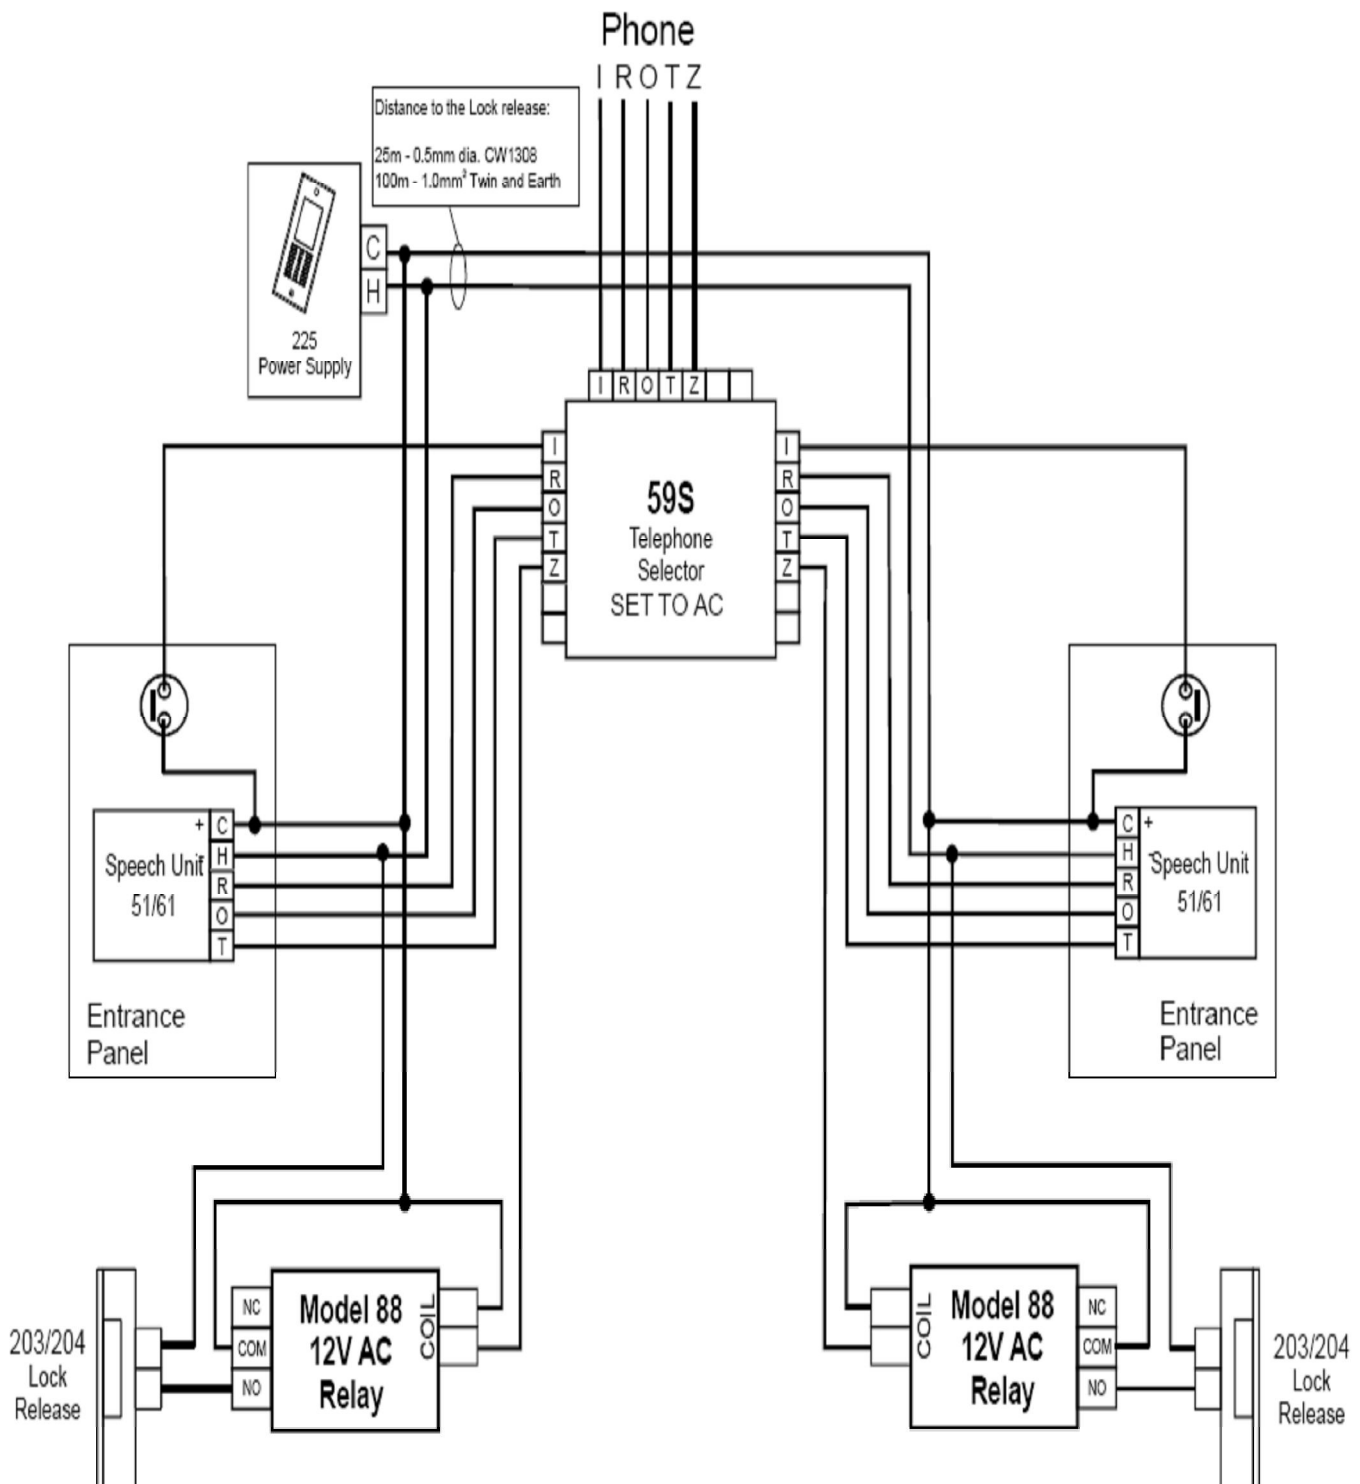 Phone
I R O T Z
Distance to the Lock release:
25m - 0.5mm dia. CW1308
100m - 1.0mm² Twin and Earth
C
H
225
Power Supply
I R O T Z
I
R
O
T
Z
59S
Telephone
Selector
SET TO AC
I
R
O
T
Z
+ C
H
R
O
T
Speech Unit
51/61
Entrance
Panel
C +
H -
R
O
T
Speech Unit
51/61
Entrance
Panel
203/204
Lock
Release
NC
COM
NO
Model 88
12V AC
Relay
COIL
COIL
Model 88
12V AC
Relay
NC
COM
NO
203/204
Lock
Release